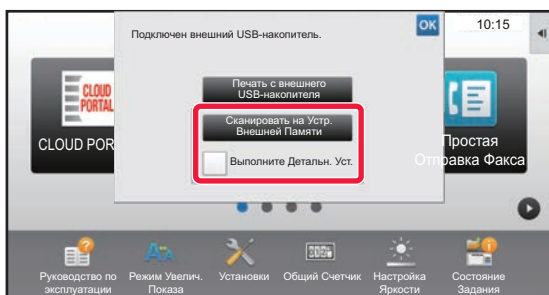 Подключен внешний USB-накопитель.
OK
10:15
Печать с внешнего
USB-накопителя
Сканировать на Устр.
Внешней Памяти
Выполните Детальн. Уст.
CLOUD
PORTAL
CLOUD POR
Простая
Отправка Факса
Руководство по
эксплуатации
Режим Увелич.
Показа
Установки
Общий Счетчик
Настройка
Яркости
Состояние
Задания